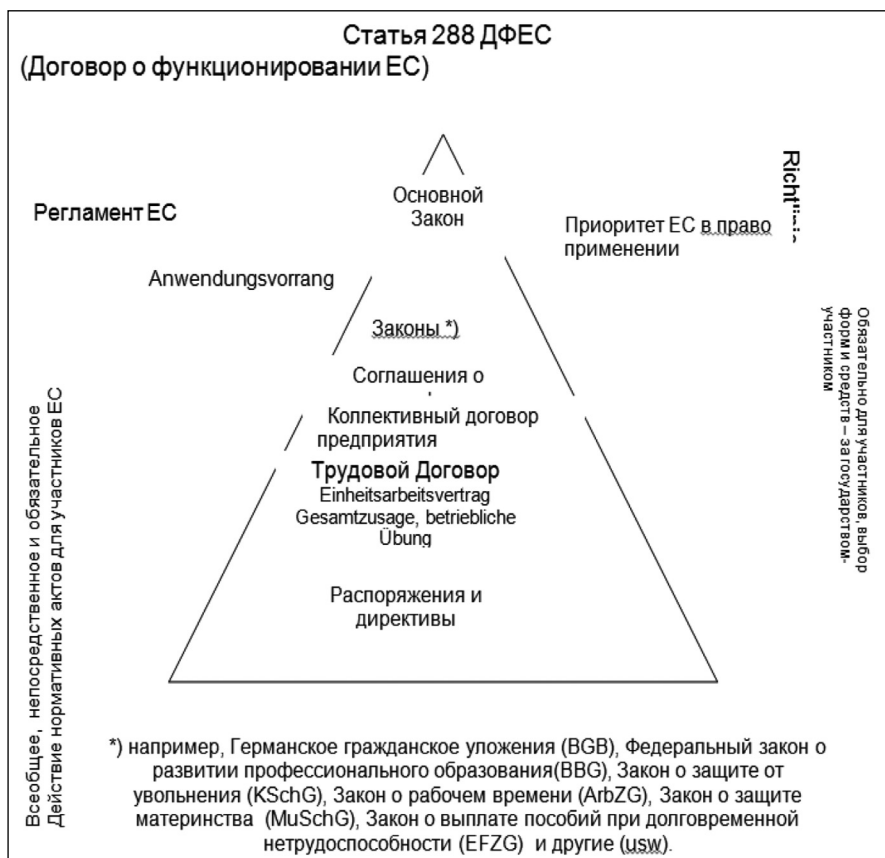 Статья 288 ДФЕС
(Договор о функционировании ЕС)
Основной
Закон
Регламент ЕС
Приоритет ЕС в право
применении
Anwendungsvorrang
Законы *)
Соглашения о
Коллективный договор
предприятия
Трудовой Договор
Einheitsarbeitsvertrag
Gesamtzusage, betriebliche
Übung
Распоряжения и
директивы
Всеобщее, непосредственное и обязательное
Действие нормативных актов для участников ЕС
Richtlinie
Обязательно для участников, выбор
форм и средств – за государством-
участником
*) например, Германское гражданское уложения (BGB), Федеральный закон о
развитии профессионального образования(BBG), Закон о защите от
увольнения (KSchG), Закон о рабочем времени (ArbZG), Закон о защите
материнства (MuSchG), Закон о выплате пособий при долговременной
нетрудоспособности (EFZG) и другие (usw).